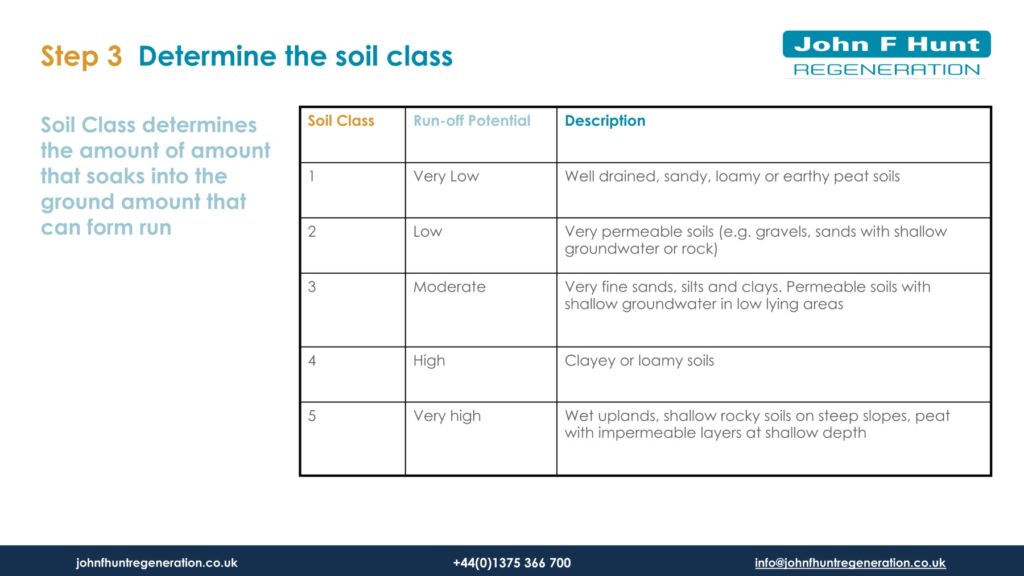 Step 3 Determine the soil class
John F Hunt
REGENERATION
Soil Class determines
the amount of amount
that soaks into the
ground amount that
can form run
Soil Class Run-off Potential Description
1 Very Low Well drained, sandy, loamy or earthy peat soils
2 Low Very permeable soils (e.g. gravels, sands with shallow
groundwater or rock)
3 Moderate Very fine sands, silts and clays. Permeable soils with
shallow groundwater in low lying areas
4 High Clayey or loamy soils
5 Very high Wet uplands, shallow rocky soils on steep slopes, peat
with impermeable layers at shallow depth
johnfhuntregeneration.co.uk +44(0)1375 366 700 info@johnfhuntregeneration.co.uk